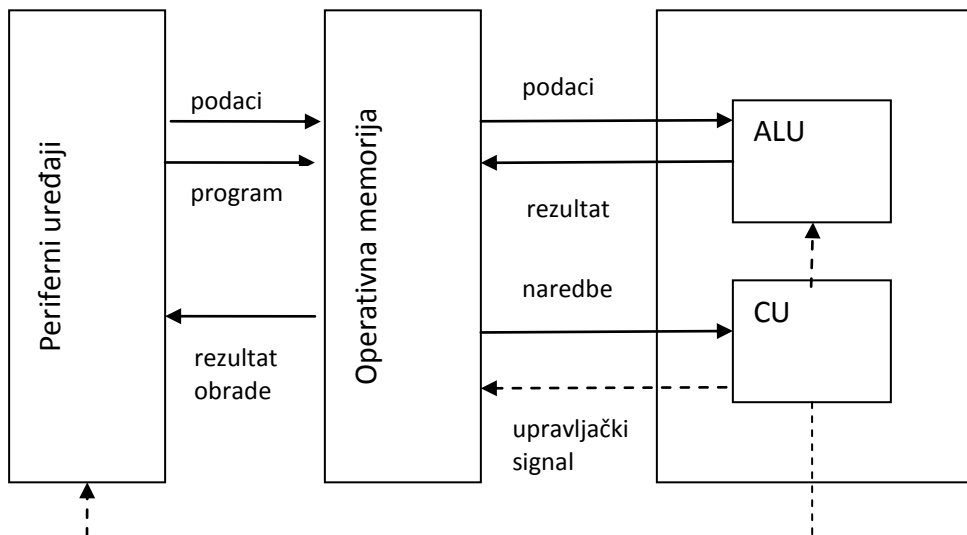 Periferni uređaji
podaci
program
rezultat
obrade
Operativna memorija
podaci
rezultat
naredbe
upravljački
signal
ALU
CU